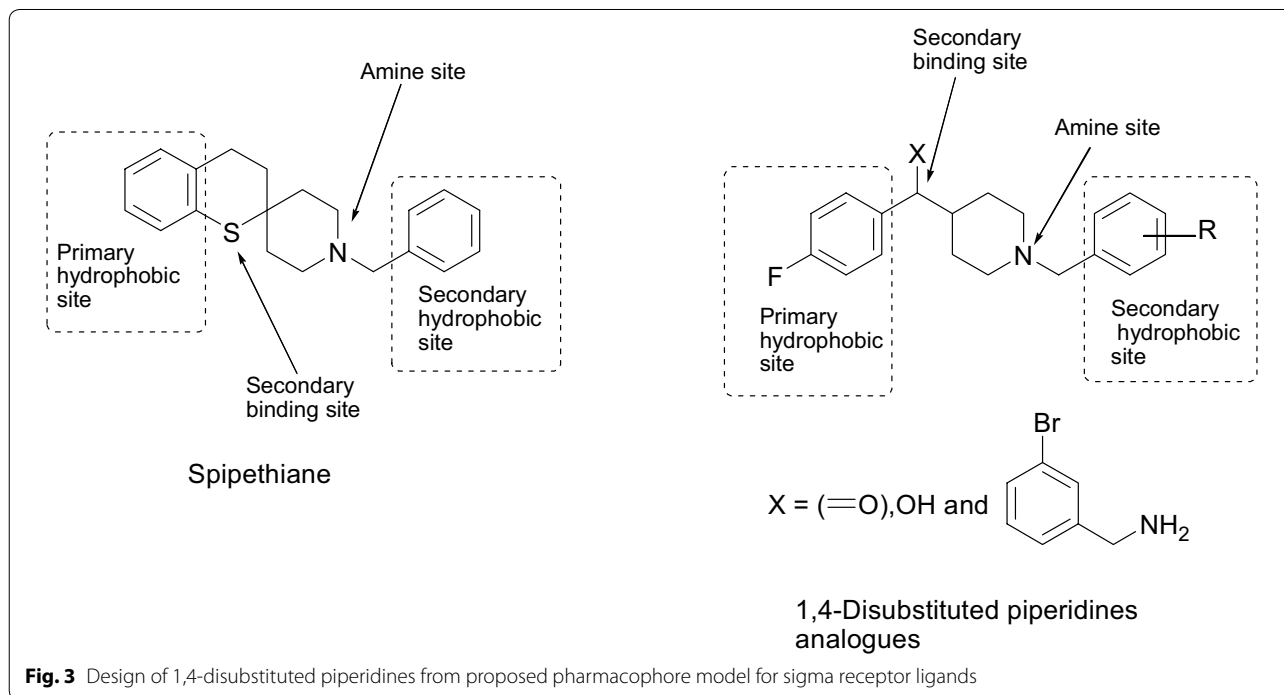 Amine site
Primary
hydrophobic
site
S
N
Secondary
hydrophobic
site
Secondary
binding site
Spipethiane
Secondary
binding site
Amine site
X
F
N
R
Primary
hydrophobic
site
Secondary
hydrophobic
site
Br
X = (=O),OH and
NH2
1,4-Disubstituted piperidines
analogues
Fig. 3 Design of 1,4-disubstituted piperidines from proposed pharmacophore model for sigma receptor ligands